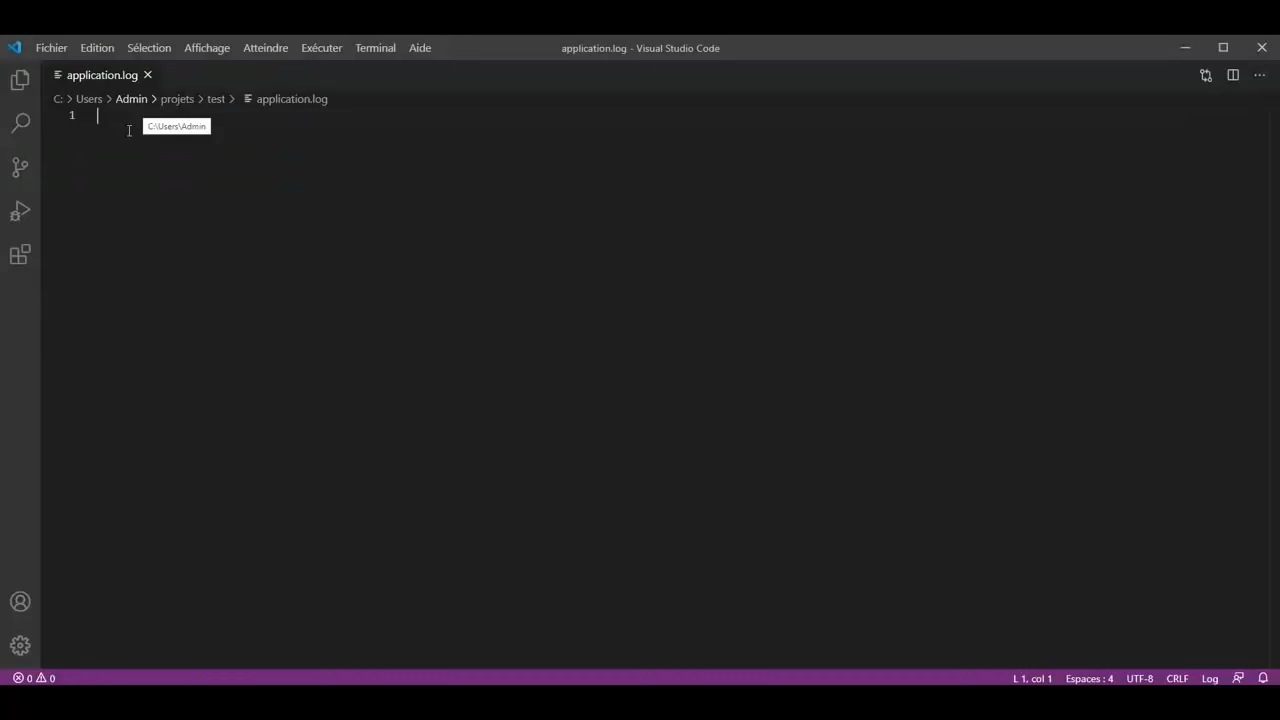 Fichier Edition Sélection Affichage Atteindre Exécuter Terminal Aide application.log - Visual Studio Code
application.log
C: > Users > Admin > projets > test > application.log
1
C:\Users\Admin
0 0 L 1, col 1 Espaces : 4 UTF-8 CRLF Log